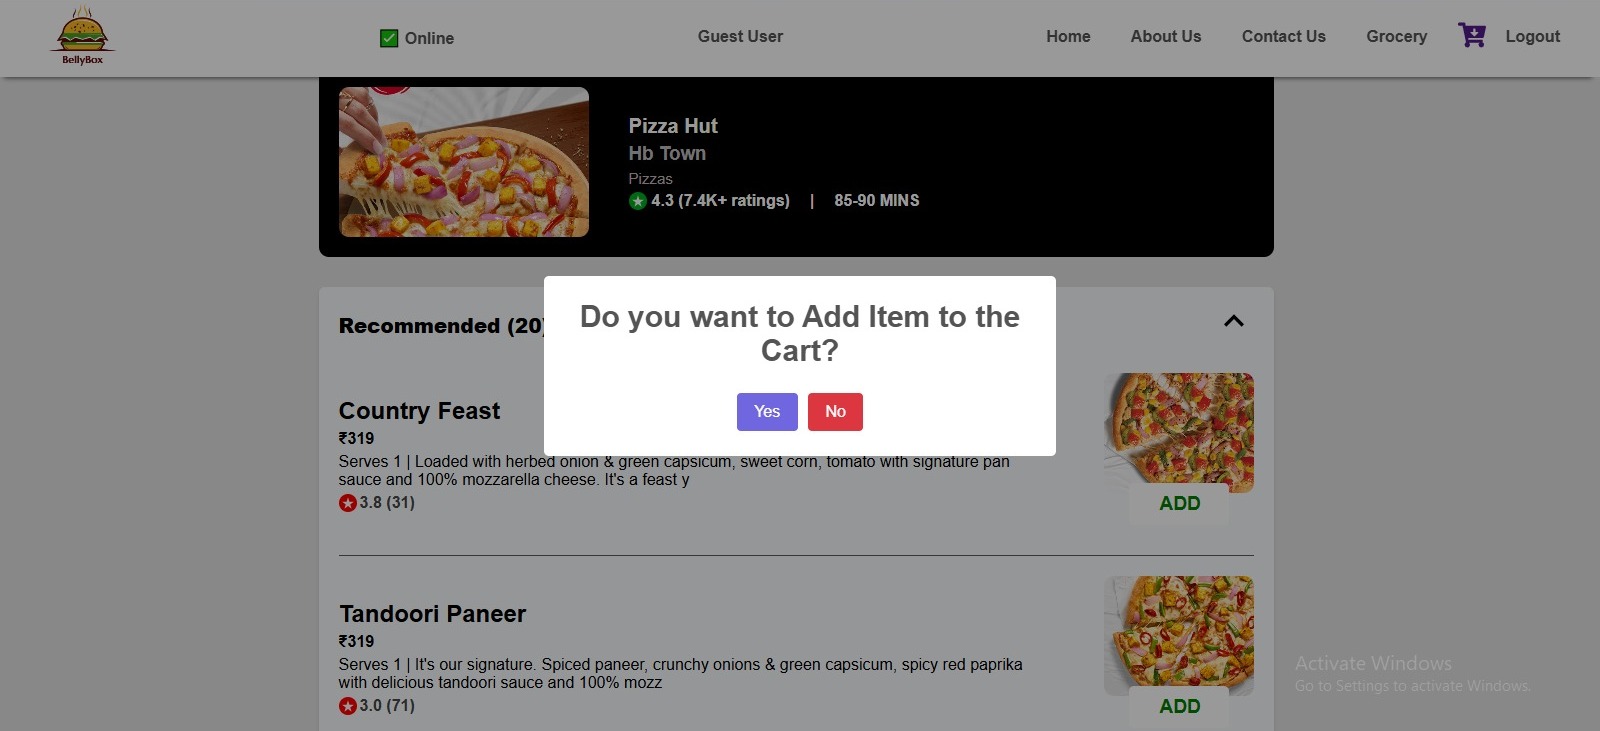 BellyBox
Online
Guest User
Home
About Us
Contact Us
Grocery
Logout
Pizza Hut
Hb Town
Pizzas
4.3 (7.4K+ ratings) | 85-90 MINS
Do you want to Add Item to the
Cart?
Yes
No
Recommended (20)
Country Feast
₹319
Serves 1 | Loaded with herbed onion & green capsicum, sweet corn, tomato with signature pan
sauce and 100% mozzarella cheese. It's a feast y
3.8 (31)
ADD
Tandoori Paneer
₹319
Serves 1 | It's our signature. Spiced paneer, crunchy onions & green capsicum, spicy red paprika
with delicious tandoori sauce and 100% mozz
3.0 (71)
ADD
Activate Windows
Go to Settings to activate Windows.